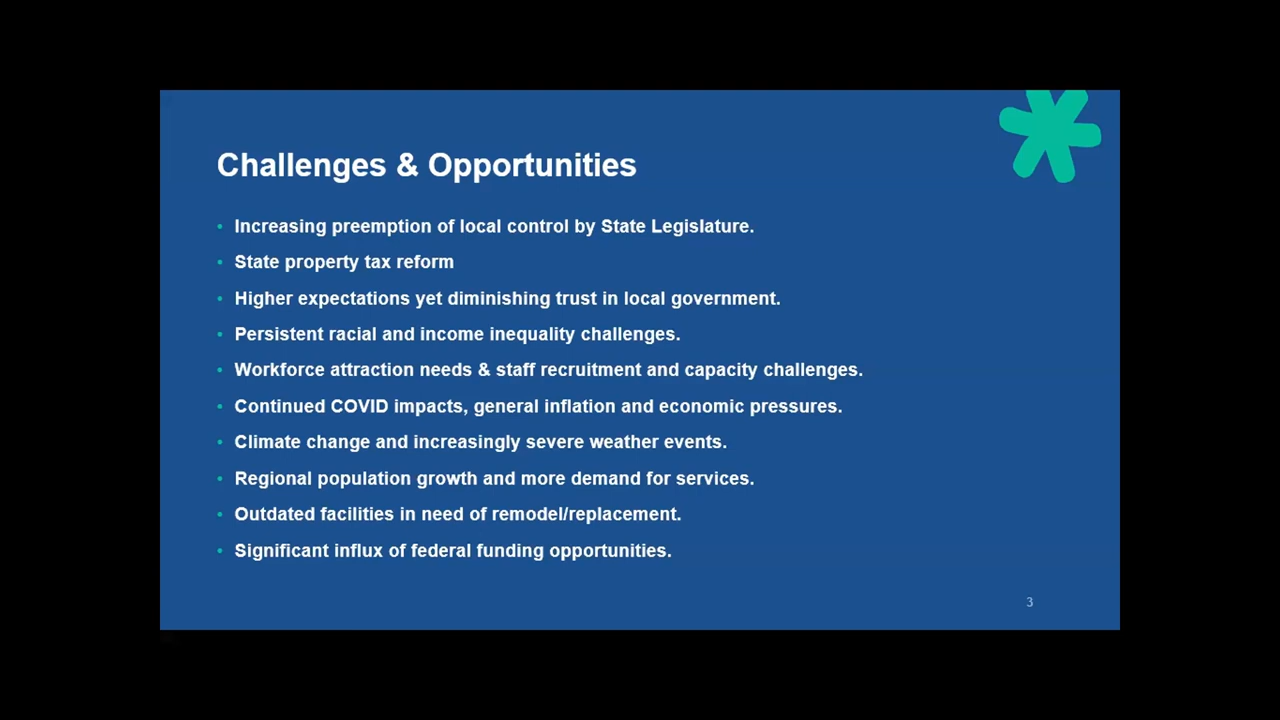 Challenges & Opportunities
• Increasing preemption of local control by State Legislature.
• State property tax reform
• Higher expectations yet diminishing trust in local government.
• Persistent racial and income inequality challenges.
• Workforce attraction needs & staff recruitment and capacity challenges.
• Continued COVID impacts, general inflation and economic pressures.
• Climate change and increasingly severe weather events.
• Regional population growth and more demand for services.
• Outdated facilities in need of remodel/replacement.
• Significant influx of federal funding opportunities.
3